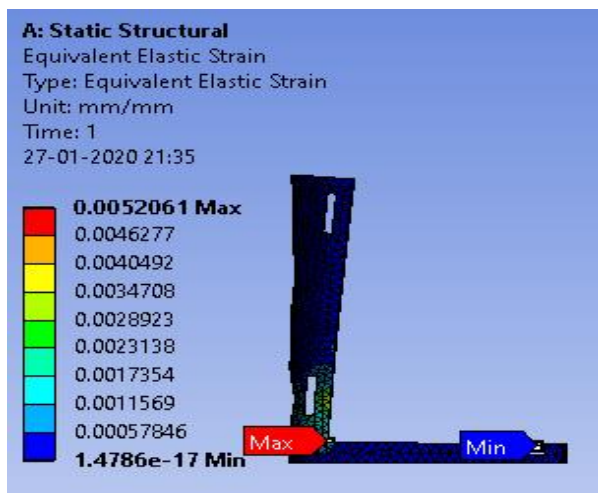 A: Static Structural
Equivalent Elastic Strain
Type: Equivalent Elastic Strain
Unit: mm/mm
Time: 1
27-01-2020 21:35
0.0052061 Max
0.0046277
0.0040492
0.0034708
0.0028923
0.0023138
0.0017354
0.0011569
0.00057846
1.4786e-17 Min
Max
Min